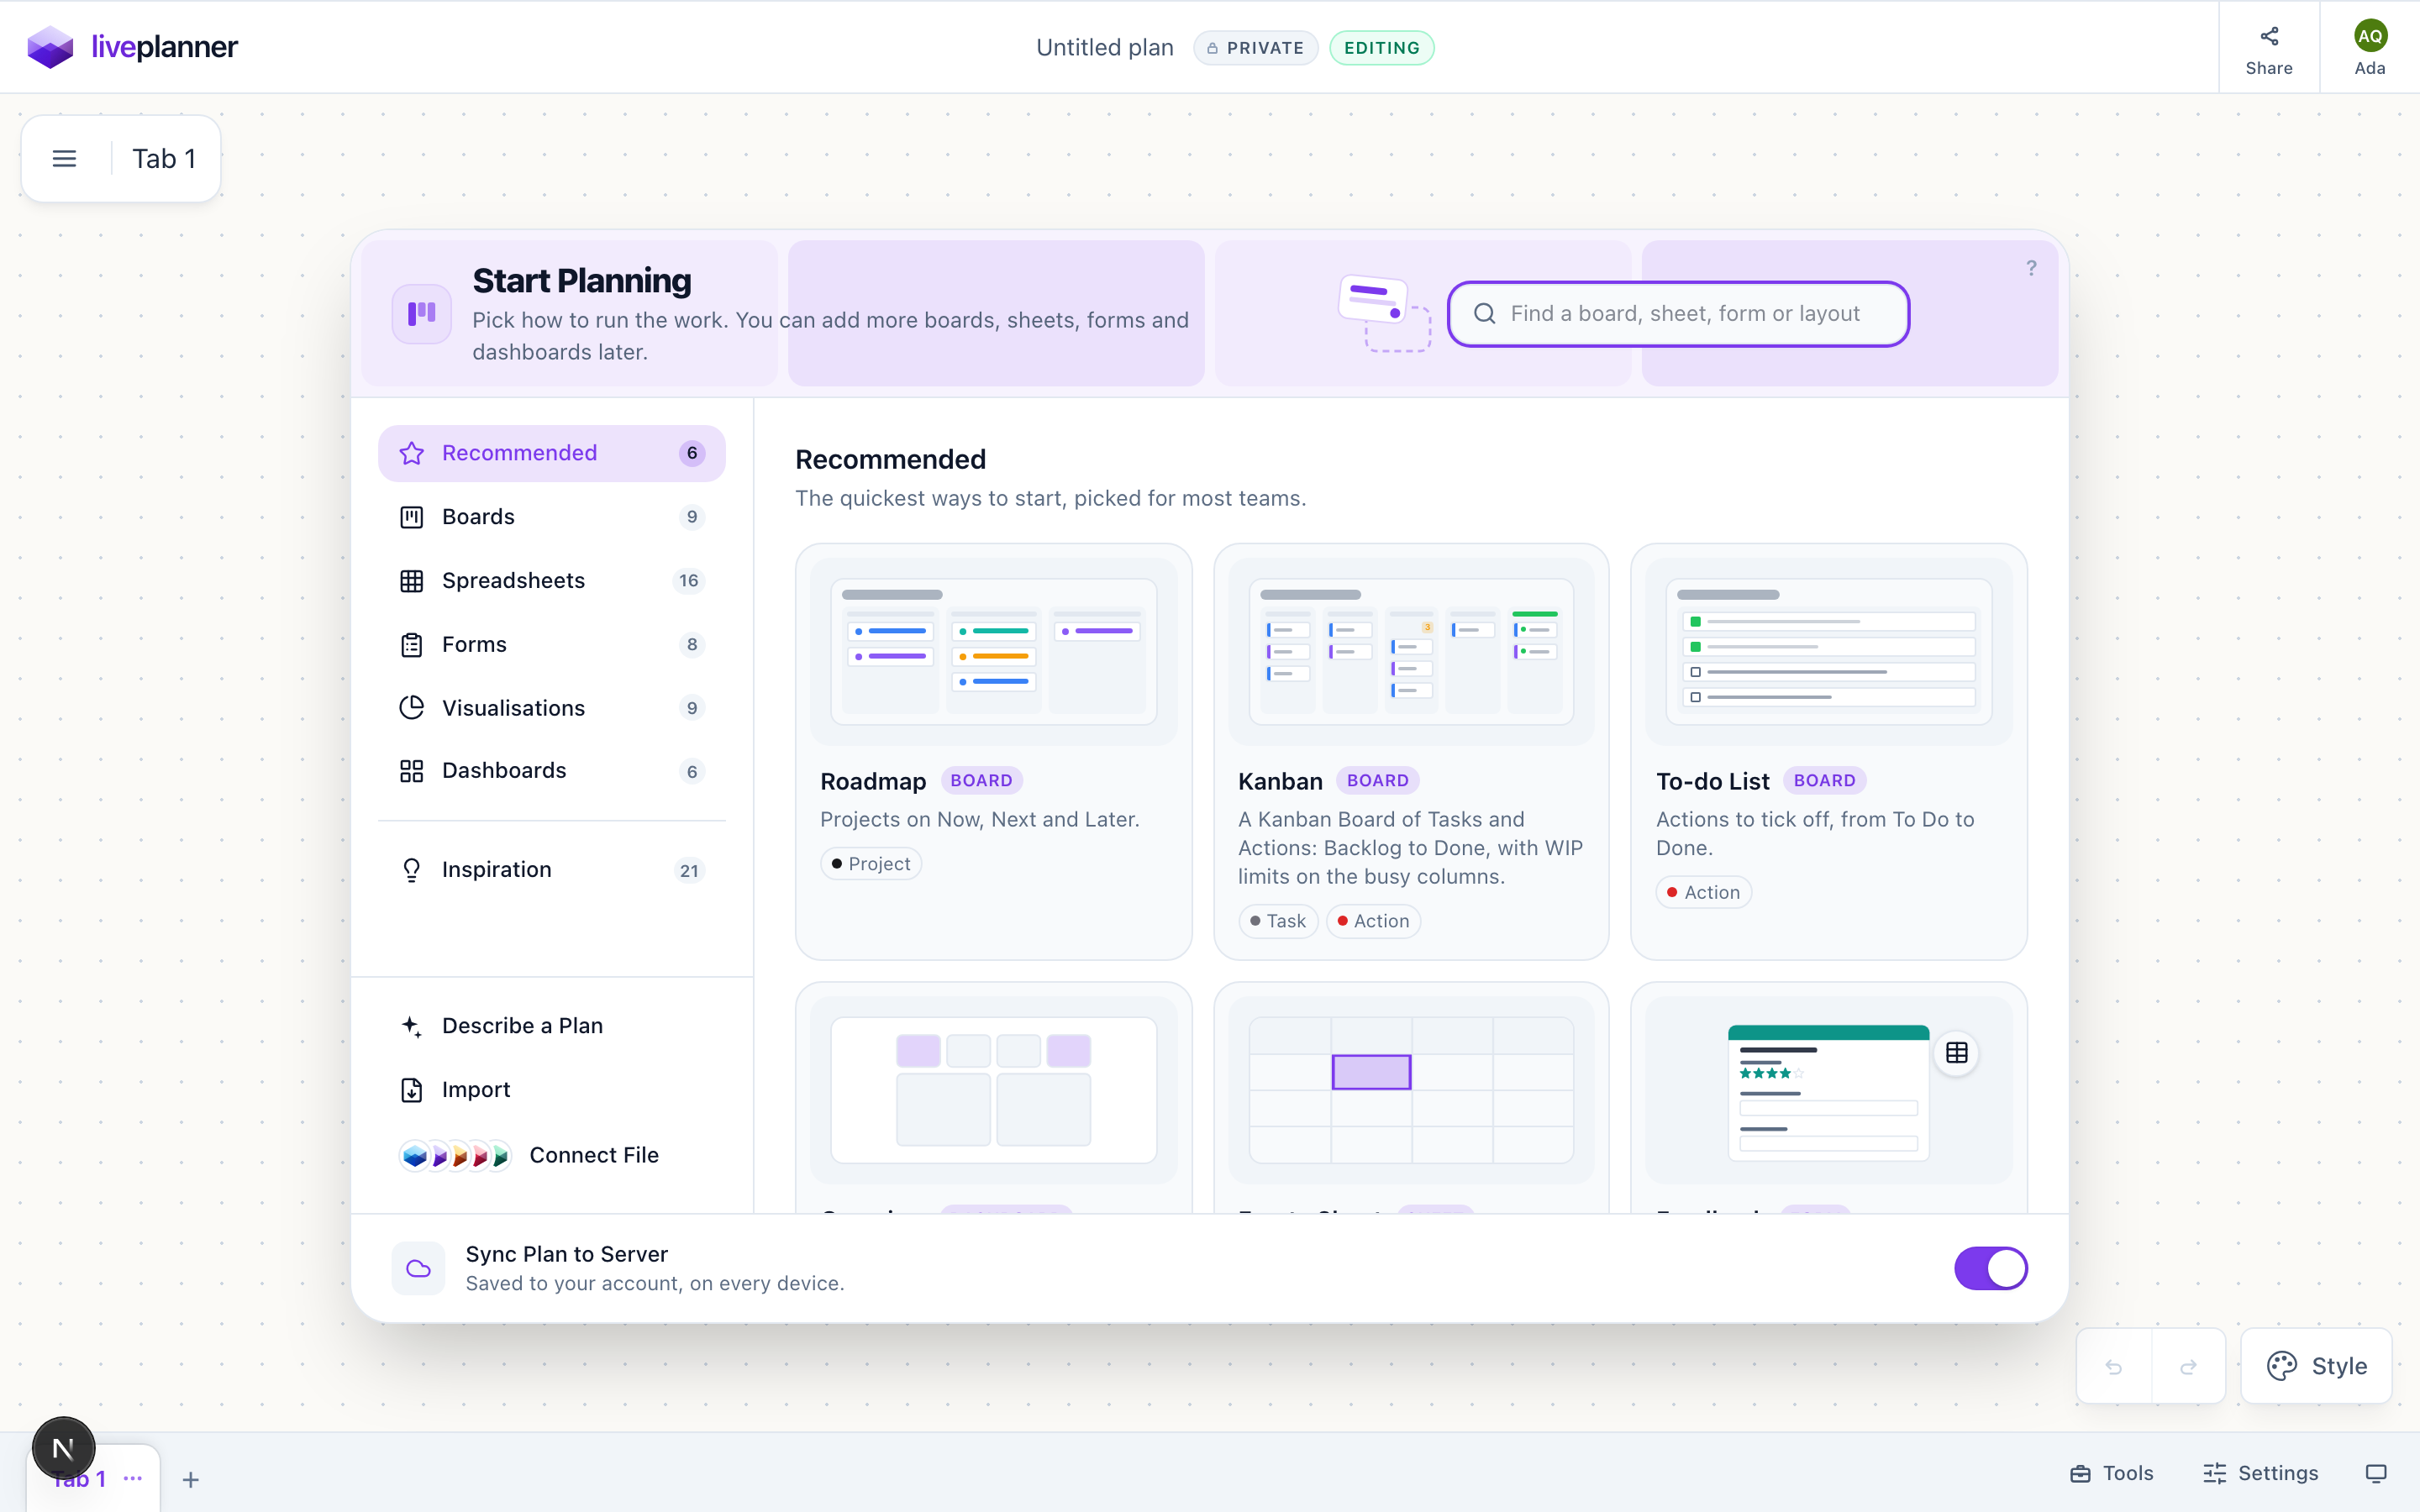 liveplanner
Untitled plan
PRIVATE
EDITING
Share
AQ
Ada
Tab 1
Start Planning
Pick how to run the work. You can add more boards, sheets, forms and
dashboards later.
Find a board, sheet, form or layout
?
Recommended 6
Boards 9
Spreadsheets 16
Forms 8
Visualisations 9
Dashboards 6
Inspiration 21
Describe a Plan
Import
Connect File
Recommended
The quickest ways to start, picked for most teams.
3
Roadmap BOARD
Projects on Now, Next and Later.
Project
Kanban BOARD
A Kanban Board of Tasks and
Actions: Backlog to Done, with WIP
limits on the busy columns.
Task Action
To-do List BOARD
Actions to tick off, from To Do to
Done.
Action
Sync Plan to Server
Saved to your account, on every device.
Style
N
Tab 1
Tools
Settings